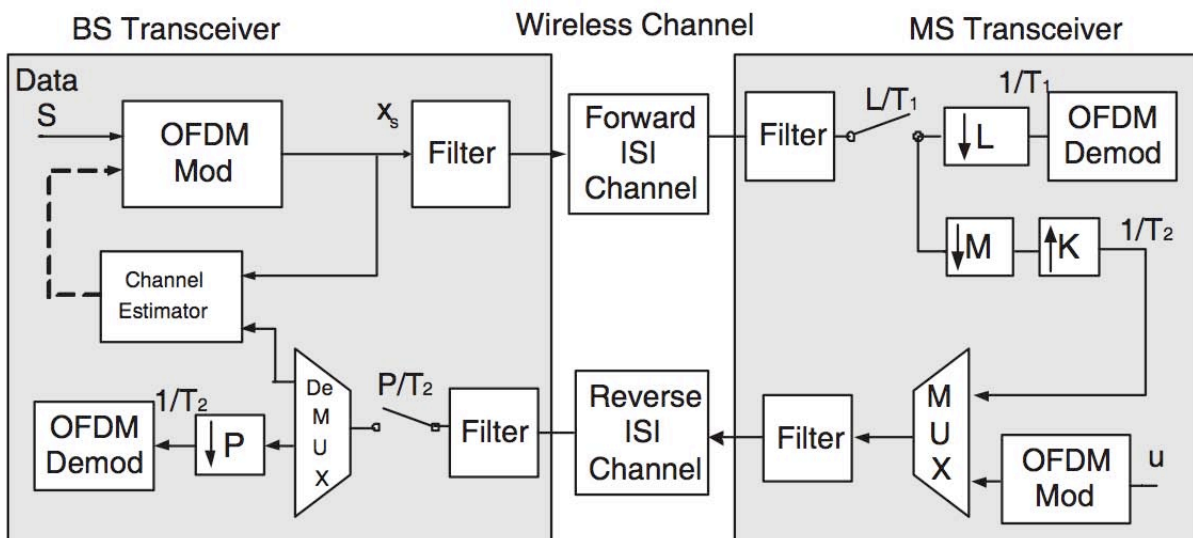 BS Transceiver
Wireless Channel
MS Transceiver
Data
S
OFDM
Mod
x_s
Filter
Forward
ISI
Channel
Filter
L/T₁
↓L
1/T₁
OFDM
Demod
↓M
↑K
1/T₂
Channel
Estimator
OFDM
Demod
1/T₂
↓P
De
M
U
X
P/T₂
Filter
Reverse
ISI
Channel
Filter
M
U
X
OFDM
Mod
u